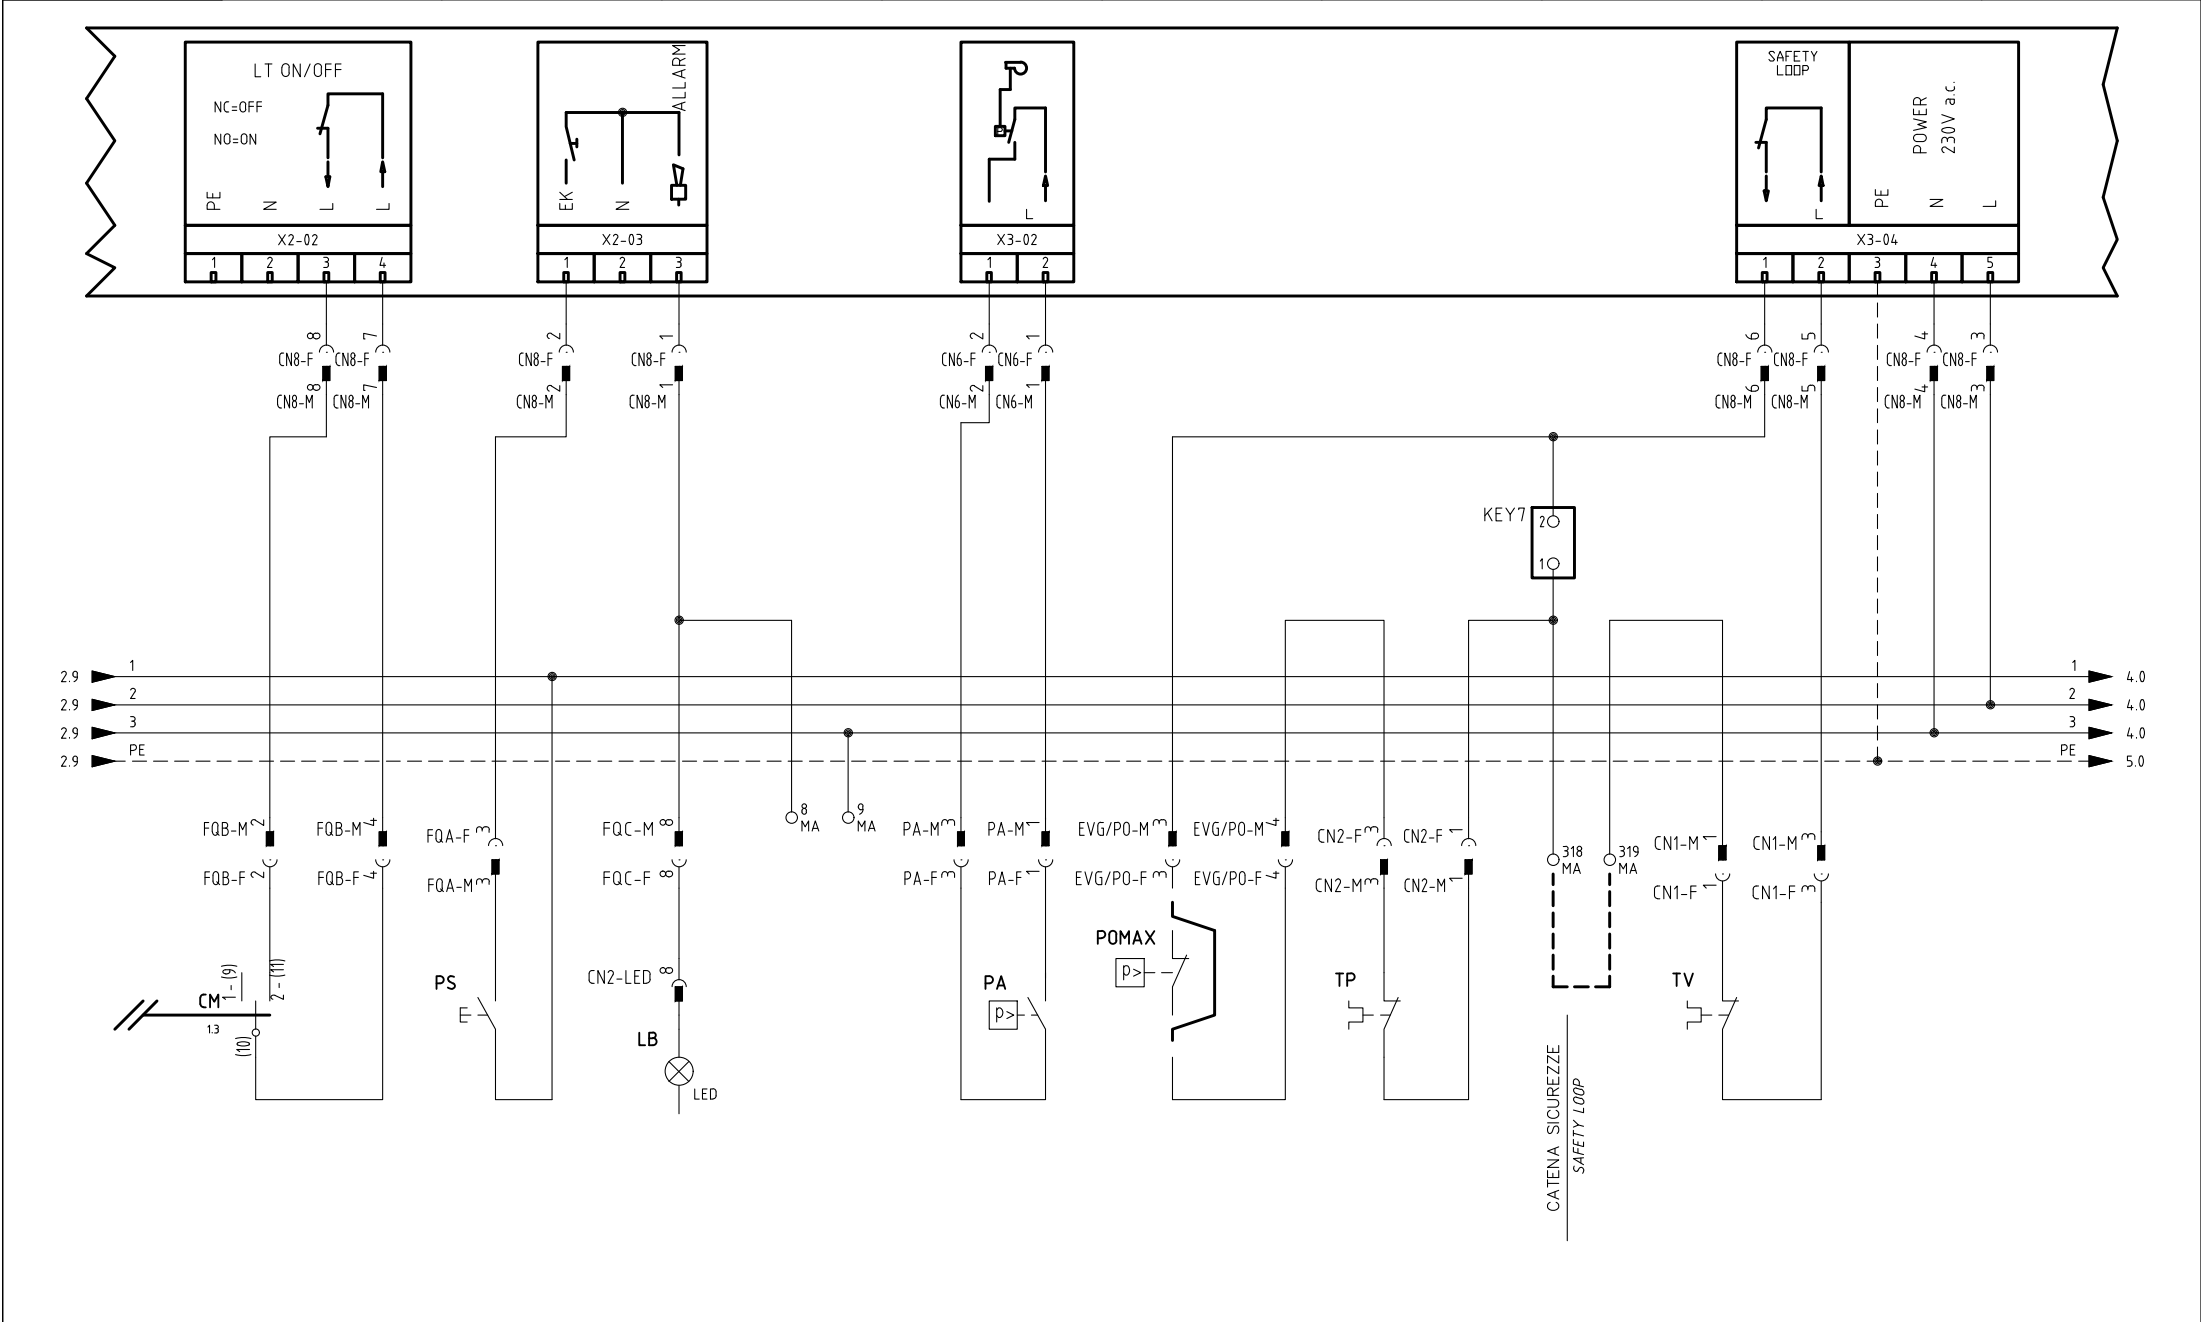 LT ON/OFF
NC=OFF
NO=ON
PE
N
L
L
X2-02
1 2 3 4
ALLARM
EK
N
X2-03
1 2 3
P
L
X3-02
1 2
SAFETY
LOOP
L
POWER
230V a.c.
PE
N
L
X3-04
1 2 3 4 5
8 7 2 1 2 1 6 5 4 3
CN8-F CN8-F CN8-F CN8-F CN6-F CN6-F CN8-F CN8-F CN8-F CN8-F
8 7 2 1 2 1 6 5 4 3
CN8-M CN8-M CN8-M CN8-M CN6-M CN6-M CN8-M CN8-M CN8-M CN8-M
KEY7
2
1
2.9 1 1 4.0
2.9 2 2 4.0
2.9 3 3 4.0
2.9 PE PE 5.0
8
MA
9
MA
FQB-M 2
FQB-F 2
FQB-M 4
FQB-F 4
FQA-F 3
FQA-M 3
FQC-M 8
FQC-F 8
PA-M 3
PA-F 3
PA-M 1
PA-F 1
EVG/PO-M 3
EVG/PO-F 3
EVG/PO-M 4
EVG/PO-F 4
CN2-F 3
CN2-M 3
CN2-F 1
CN2-M 1
318
MA
319
MA
CN1-M 1
CN1-F 1
CN1-M 3
CN1-F 3
1 - (9)
2 - (11)
CM
1.3
(10)
PS
CN2-LED 8
LB
LED
PA
P>
POMAX
P>
TP
TV
CATENA SICUREZZE
SAFETY LOOP